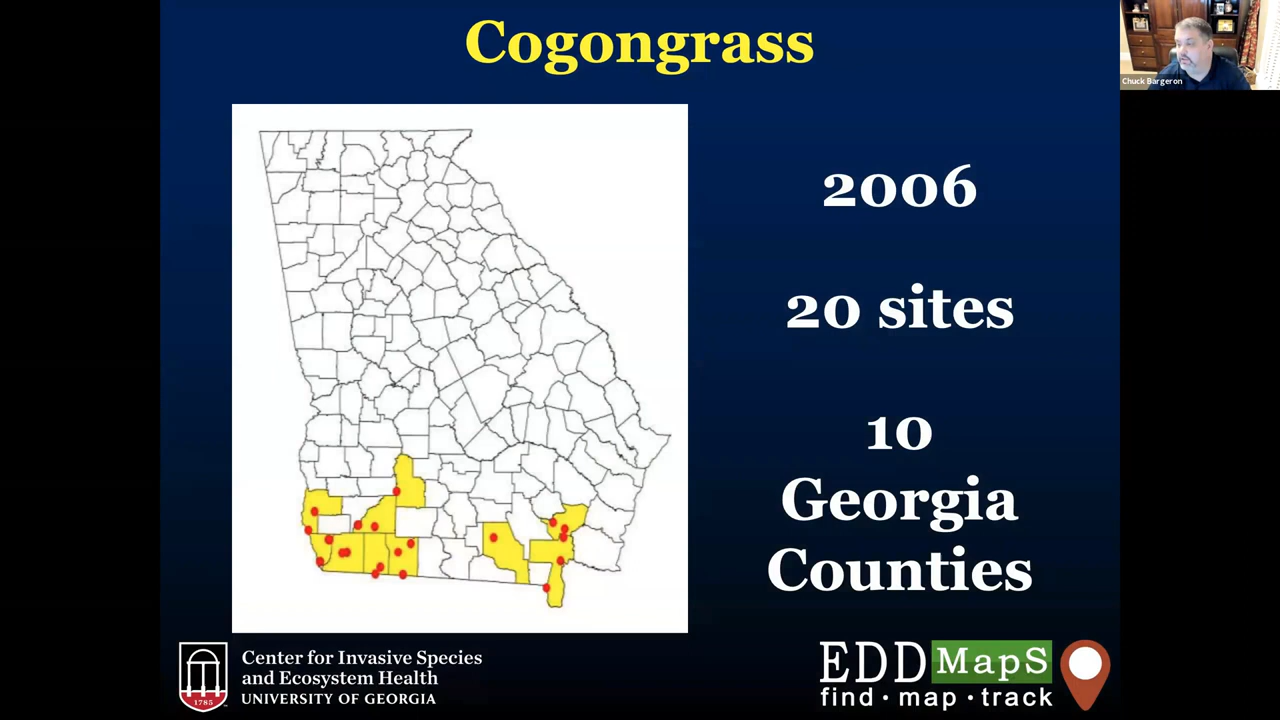 Cogongrass
Chuck Bargeron
2006
20 sites
10
Georgia
Counties
1785
Center for Invasive Species
and Ecosystem Health
UNIVERSITY OF GEORGIA
EDDMapS
find · map · track